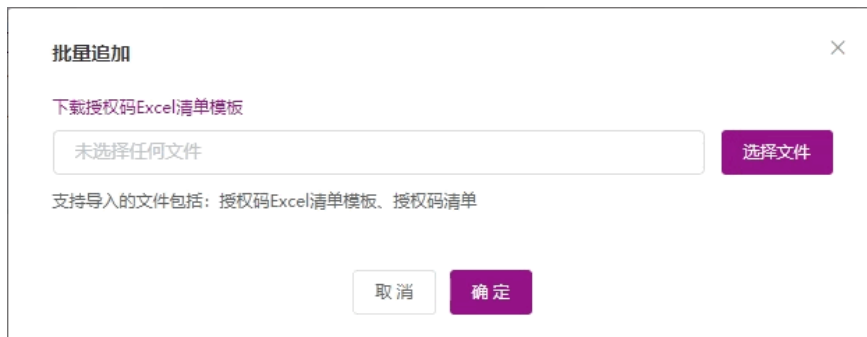 批量追加
下载授权码Excel清单模板
未选择任何文件
选择文件
支持导入的文件包括：授权码Excel清单模板、授权码清单
取消
确定